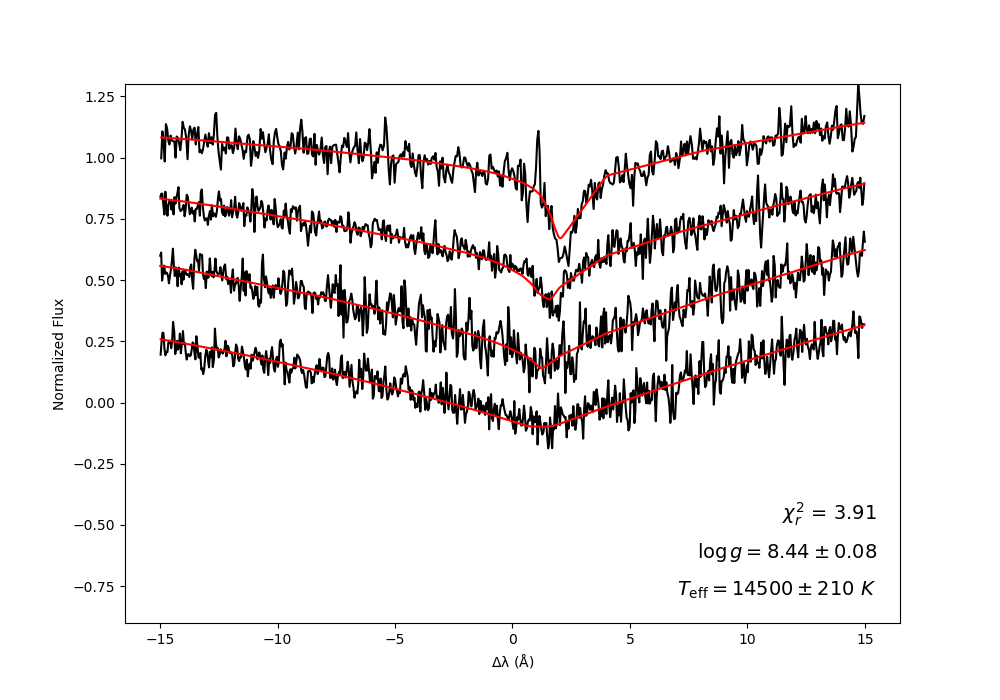 Normalized Flux
1.25
1.00
0.75
0.50
0.25
0.00
−0.25
−0.50
−0.75
χ²ᵣ = 3.91
log g = 8.44 ± 0.08
T_eff = 14500 ± 210 K
−15 −10 −5 0 5 10 15
Δλ (Å)